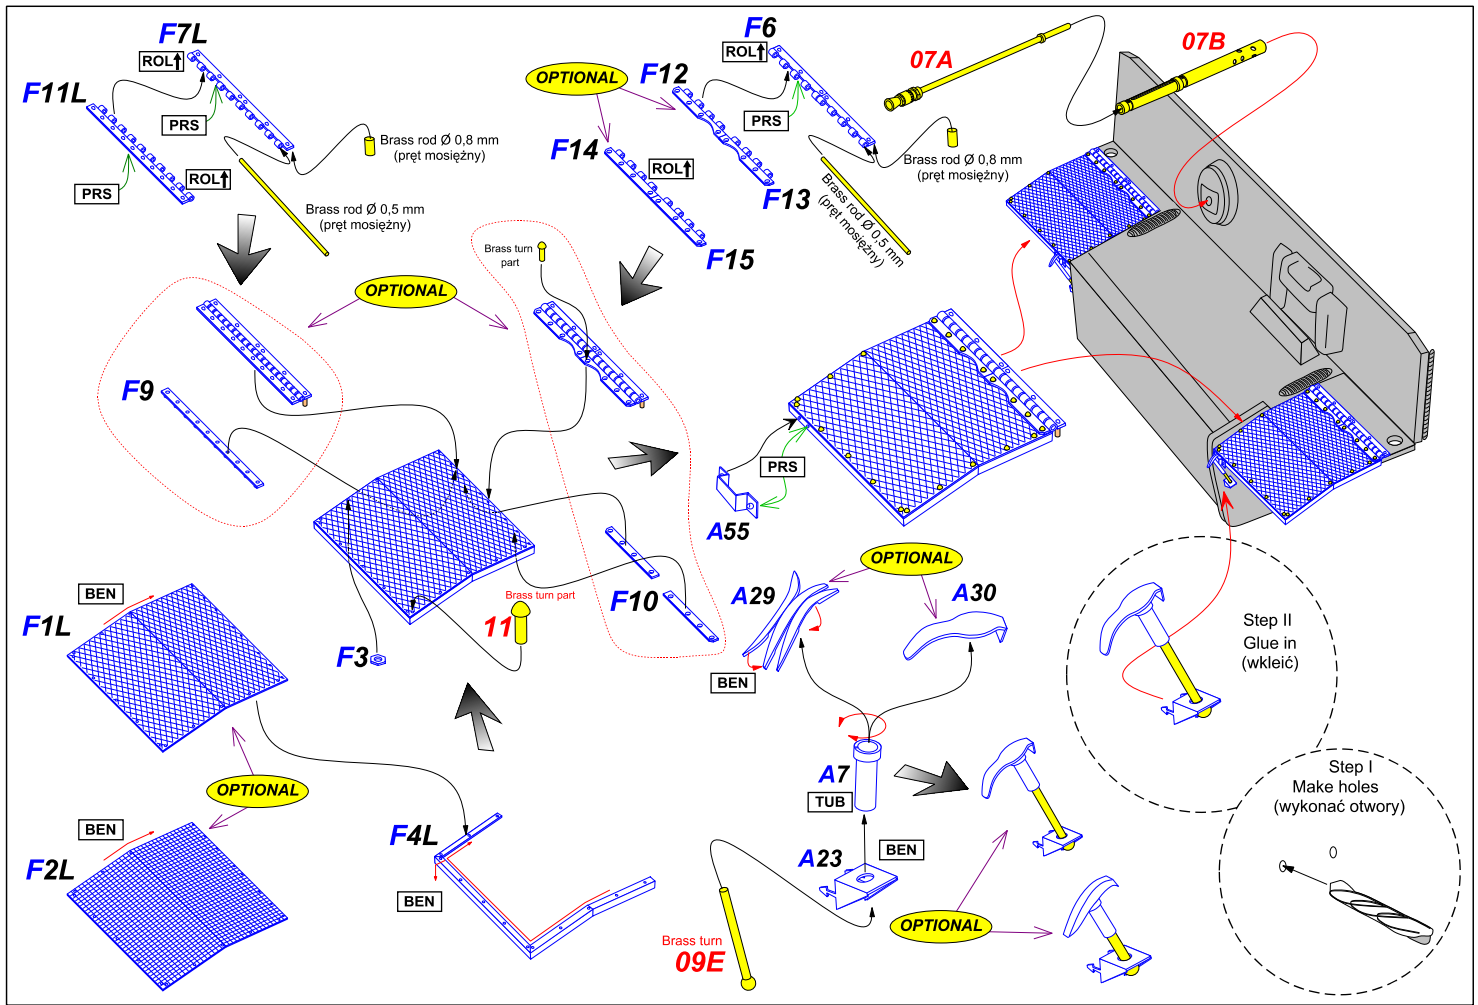 F7L
ROL
F11L
PRS
PRS
ROL
Brass rod Ø 0,8 mm
(pręt mosiężny)
Brass rod Ø 0,5 mm
(pręt mosiężny)
OPTIONAL
F12
F6
ROL
PRS
F14
ROL
F13
F15
Brass rod Ø 0,8 mm
(pręt mosiężny)
Brass rod Ø 0,5 mm
(pręt mosiężny)
07A
07B
OPTIONAL
Brass turn
part
F9
PRS
A55
F10
Brass turn part
11
F3
BEN
F1L
OPTIONAL
BEN
F2L
F4L
BEN
OPTIONAL
A29
A30
BEN
A7
TUB
A23
BEN
OPTIONAL
Brass turn
09E
Step II
Glue in
(wkleić)
Step I
Make holes
(wykonać otwory)